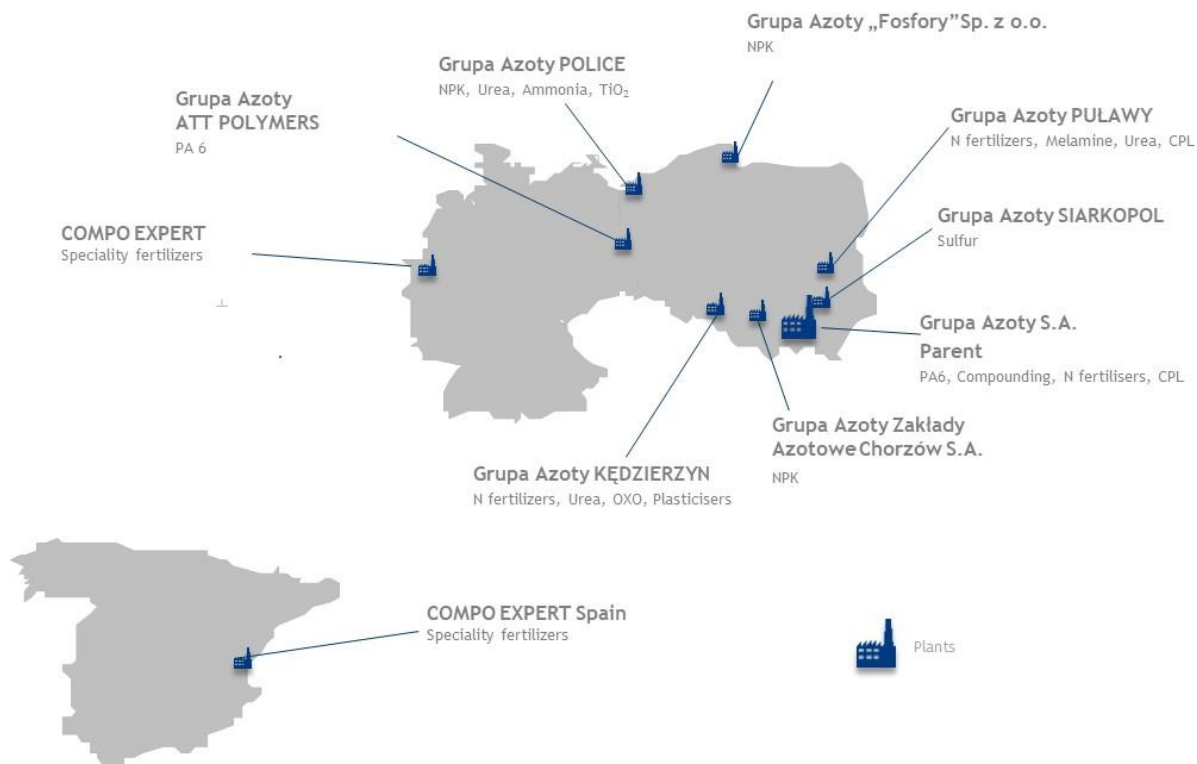 Grupa Azoty „Fosfory”Sp. z o.o.
NPK
Grupa Azoty POLICE
NPK, Urea, Ammonia, TiO₂
Grupa Azoty
ATT POLYMERS
PA 6
Grupa Azoty PUŁAWY
N fertilizers, Melamine, Urea, CPL
COMPO EXPERT
Speciality fertilizers
Grupa Azoty SIARKOPOL
Sulfur
Grupa Azoty S.A.
Parent
PA6, Compounding, N fertilisers, CPL
Grupa Azoty Zakłady
Azotowe Chorzów S.A.
NPK
Grupa Azoty KĘDZIERZYN
N fertilizers, Urea, OXO, Plasticisers
COMPO EXPERT Spain
Speciality fertilizers
Plants